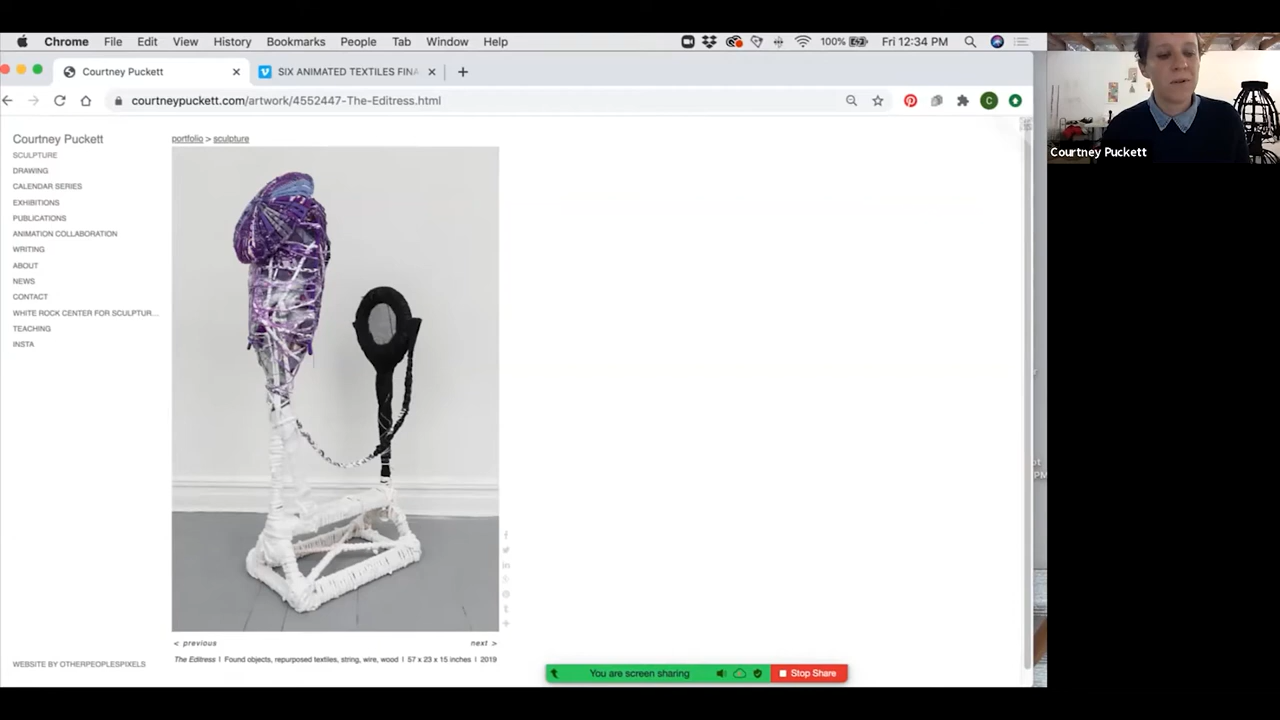 Chrome File Edit View History Bookmarks People Tab Window Help 100% Fri 12:34 PM
Courtney Puckett SIX ANIMATED TEXTILES FINA
courtneypuckett.com/artwork/4552447-The-Editress.html
C
Courtney Puckett
Courtney Puckett
SCULPTURE
DRAWING
CALENDAR SERIES
EXHIBITIONS
PUBLICATIONS
ANIMATION COLLABORATION
WRITING
ABOUT
NEWS
CONTACT
WHITE ROCK CENTER FOR SCULPTUR...
TEACHING
INSTA
portfolio > sculpture
< previous next >
The Editress | Found objects, repurposed textiles, string, wire, wood | 57 x 23 x 15 inches | 2019
WEBSITE BY OTHERPEOPLESPIXELS
You are screen sharing Stop Share
PM